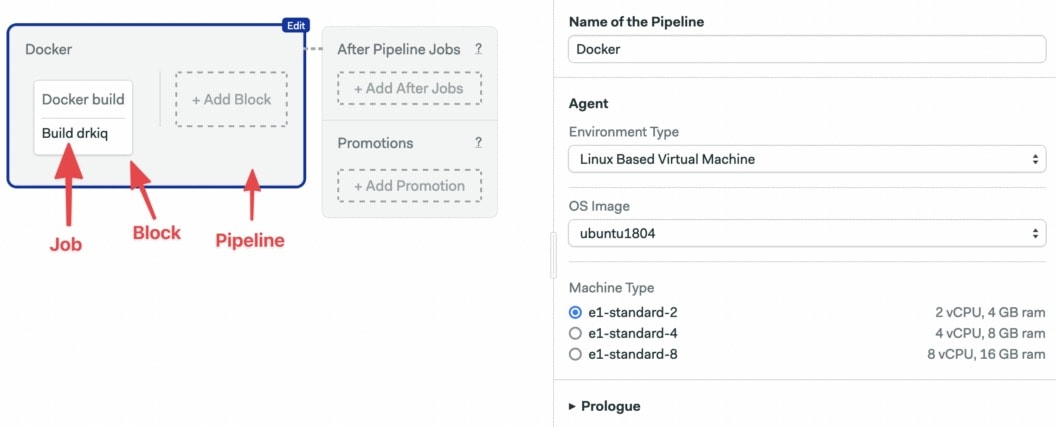 Edit
Docker
Docker build
Build drkiq
+ Add Block
Job
Block
Pipeline
After Pipeline Jobs ?
+ Add After Jobs
Promotions ?
+ Add Promotion
Name of the Pipeline
Docker
Agent
Environment Type
Linux Based Virtual Machine
OS Image
ubuntu1804
Machine Type
e1-standard-2 2 vCPU, 4 GB ram
e1-standard-4 4 vCPU, 8 GB ram
e1-standard-8 8 vCPU, 16 GB ram
Prologue